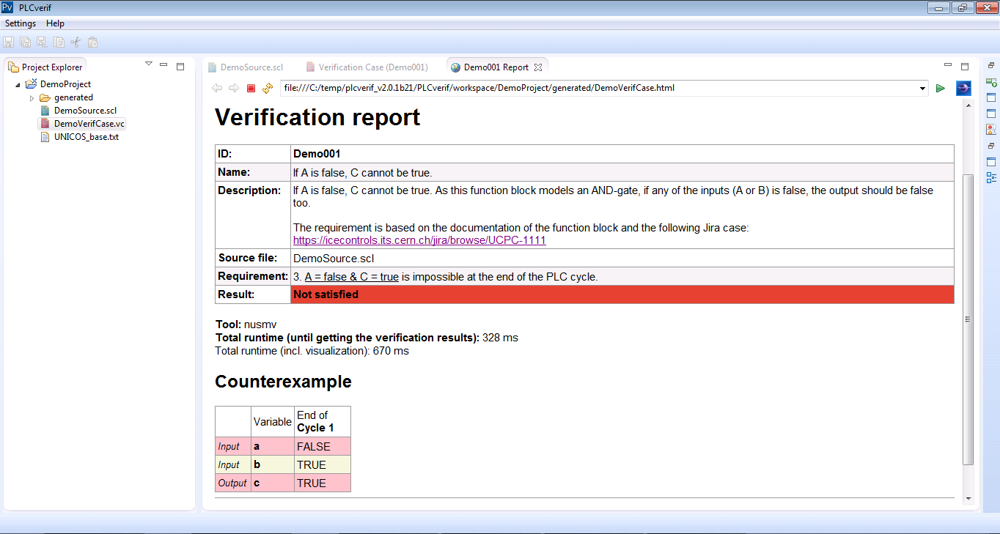 PLCverif
Settings Help
Project Explorer
DemoProject
generated
DemoSource.scl
DemoVerifCase.vc
UNICOS_base.txt
DemoSource.scl Verification Case (Demo001) Demo001 Report
file:///C:/temp/plcverif_v2.0.1b21/PLCverif/workspace/DemoProject/generated/DemoVerifCase.html
Verification report
ID: Demo001
Name: If A is false, C cannot be true.
Description: If A is false, C cannot be true. As this function block models an AND-gate, if any of the inputs (A or B) is false, the output should be false
too.
The requirement is based on the documentation of the function block and the following Jira case:
https://icecontrols.its.cern.ch/jira/browse/UCPC-1111
Source file: DemoSource.scl
Requirement: 3. A = false & C = true is impossible at the end of the PLC cycle.
Result: Not satisfied
Tool: nusmv
Total runtime (until getting the verification results): 328 ms
Total runtime (incl. visualization): 670 ms
Counterexample
Variable End of
Cycle 1
Input a FALSE
Input b TRUE
Output c TRUE